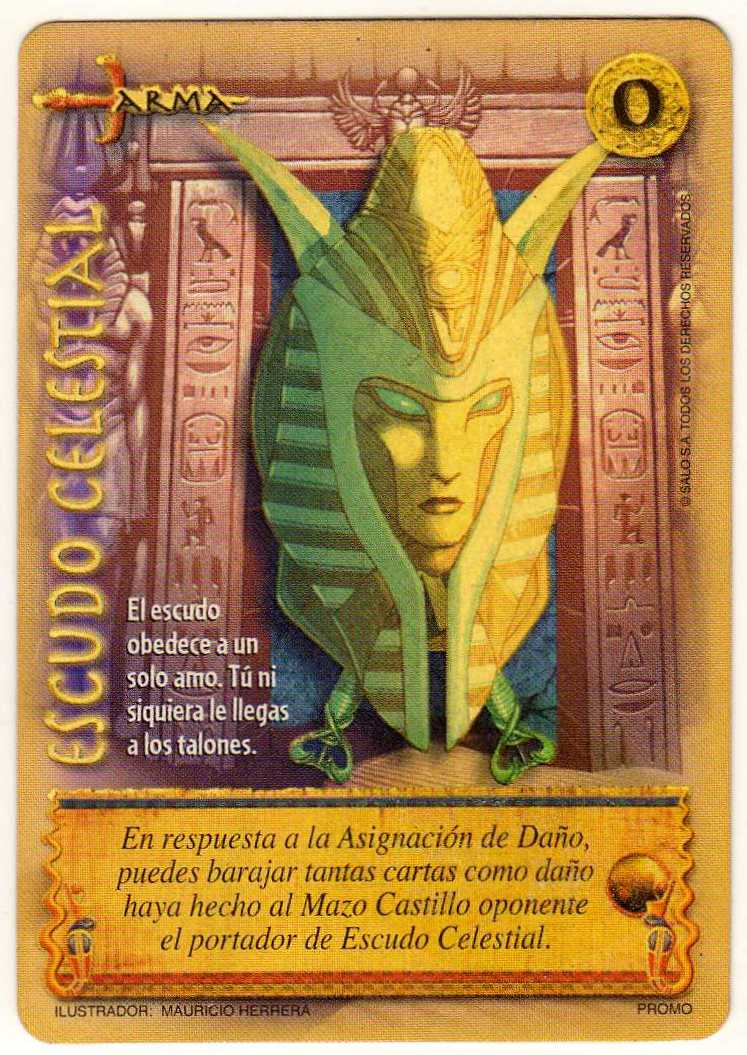 ARMA
0
ESCUDO CELESTIAL
© SALO S.A. TODOS LOS DERECHOS RESERVADOS
El escudo
obedece a un
solo amo. Tú ni
siquiera le llegas
a los talones.
En respuesta a la Asignación de Daño,
puedes barajar tantas cartas como daño
haya hecho al Mazo Castillo oponente
el portador de Escudo Celestial.
ILUSTRADOR: MAURICIO HERRERA
PROMO